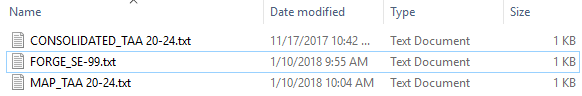 Name Date modified Type Size
CONSOLIDATED_TAA 20-24.txt 11/17/2017 10:42 ... Text Document 1 KB
FORGE_SE-99.txt 1/10/2018 9:55 AM Text Document 1 KB
MAP_TAA 20-24.txt 1/10/2018 10:04 AM Text Document 1 KB